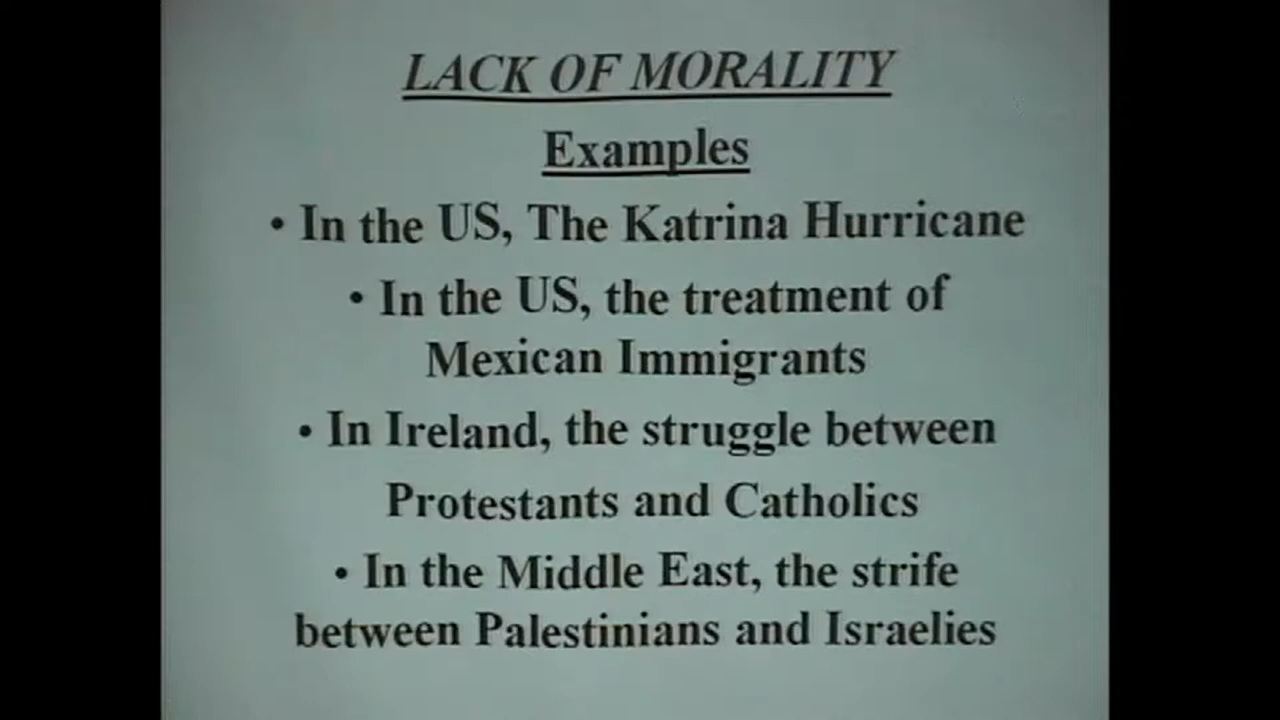 LACK OF MORALITY
Examples
• In the US, The Katrina Hurricane
• In the US, the treatment of
Mexican Immigrants
• In Ireland, the struggle between
Protestants and Catholics
• In the Middle East, the strife
between Palestinians and Israelies